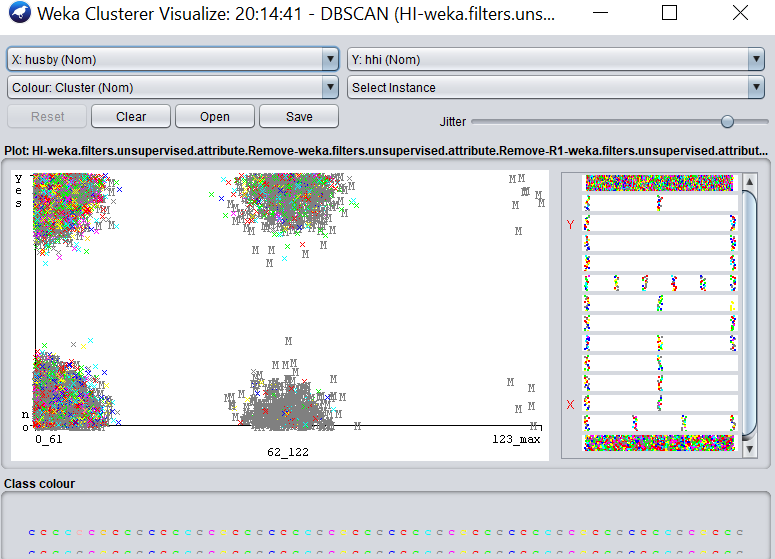 Weka Clusterer Visualize: 20:14:41 - DBSCAN (HI-weka.filters.uns...
X: husby (Nom) Y: hhi (Nom)
Colour: Cluster (Nom) Select Instance
Reset Clear Open Save Jitter
Plot: HI-weka.filters.unsupervised.attribute.Remove-weka.filters.unsupervised.attribute.Remove-R1-weka.filters.unsupervised.attribut...
yes
Y
X
no
0_61 62_122 123_max
Class colour